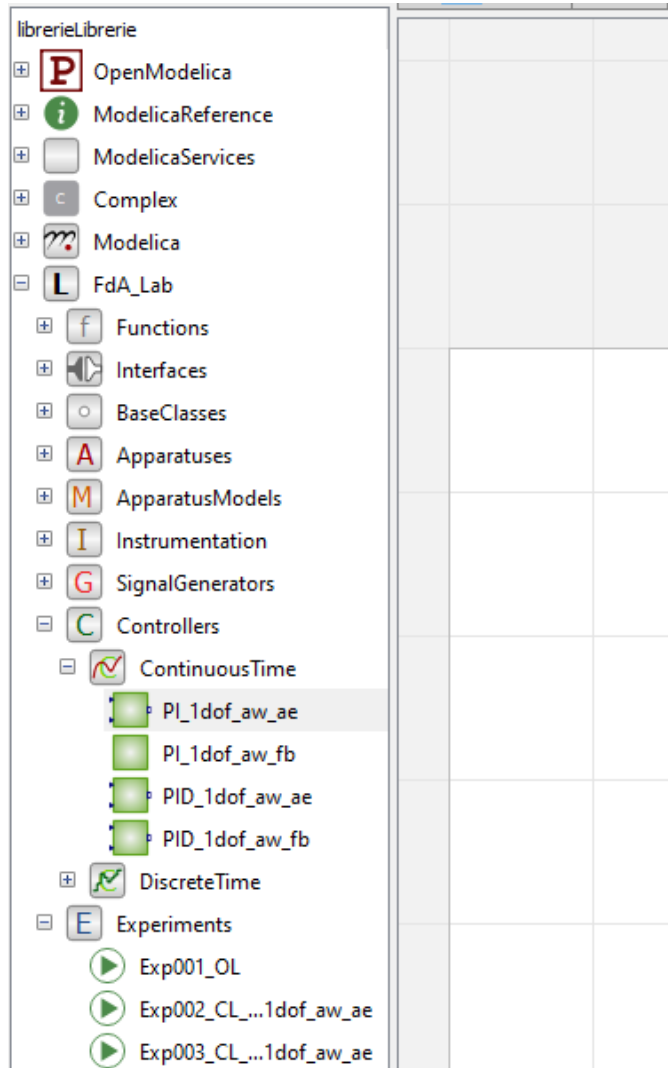 librerieLibrerie
P OpenModelica
i ModelicaReference
ModelicaServices
C Complex
m Modelica
L FdA_Lab
f Functions
Interfaces
BaseClasses
A Apparatuses
M ApparatusModels
I Instrumentation
G SignalGenerators
C Controllers
ContinuousTime
PI_1dof_aw_ae
PI_1dof_aw_fb
PID_1dof_aw_ae
PID_1dof_aw_fb
DiscreteTime
E Experiments
Exp001_OL
Exp002_CL_...1dof_aw_ae
Exp003_CL_...1dof_aw_ae